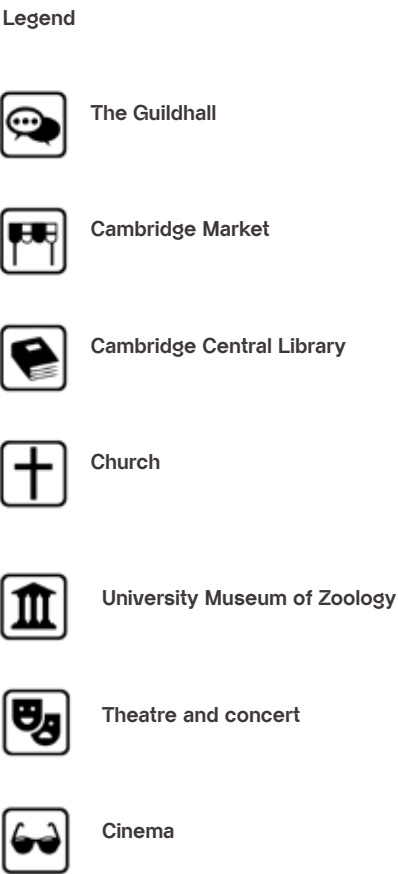 Legend
The Guildhall
Cambridge Market
Cambridge Central Library
Church
University Museum of Zoology
Theatre and concert
Cinema